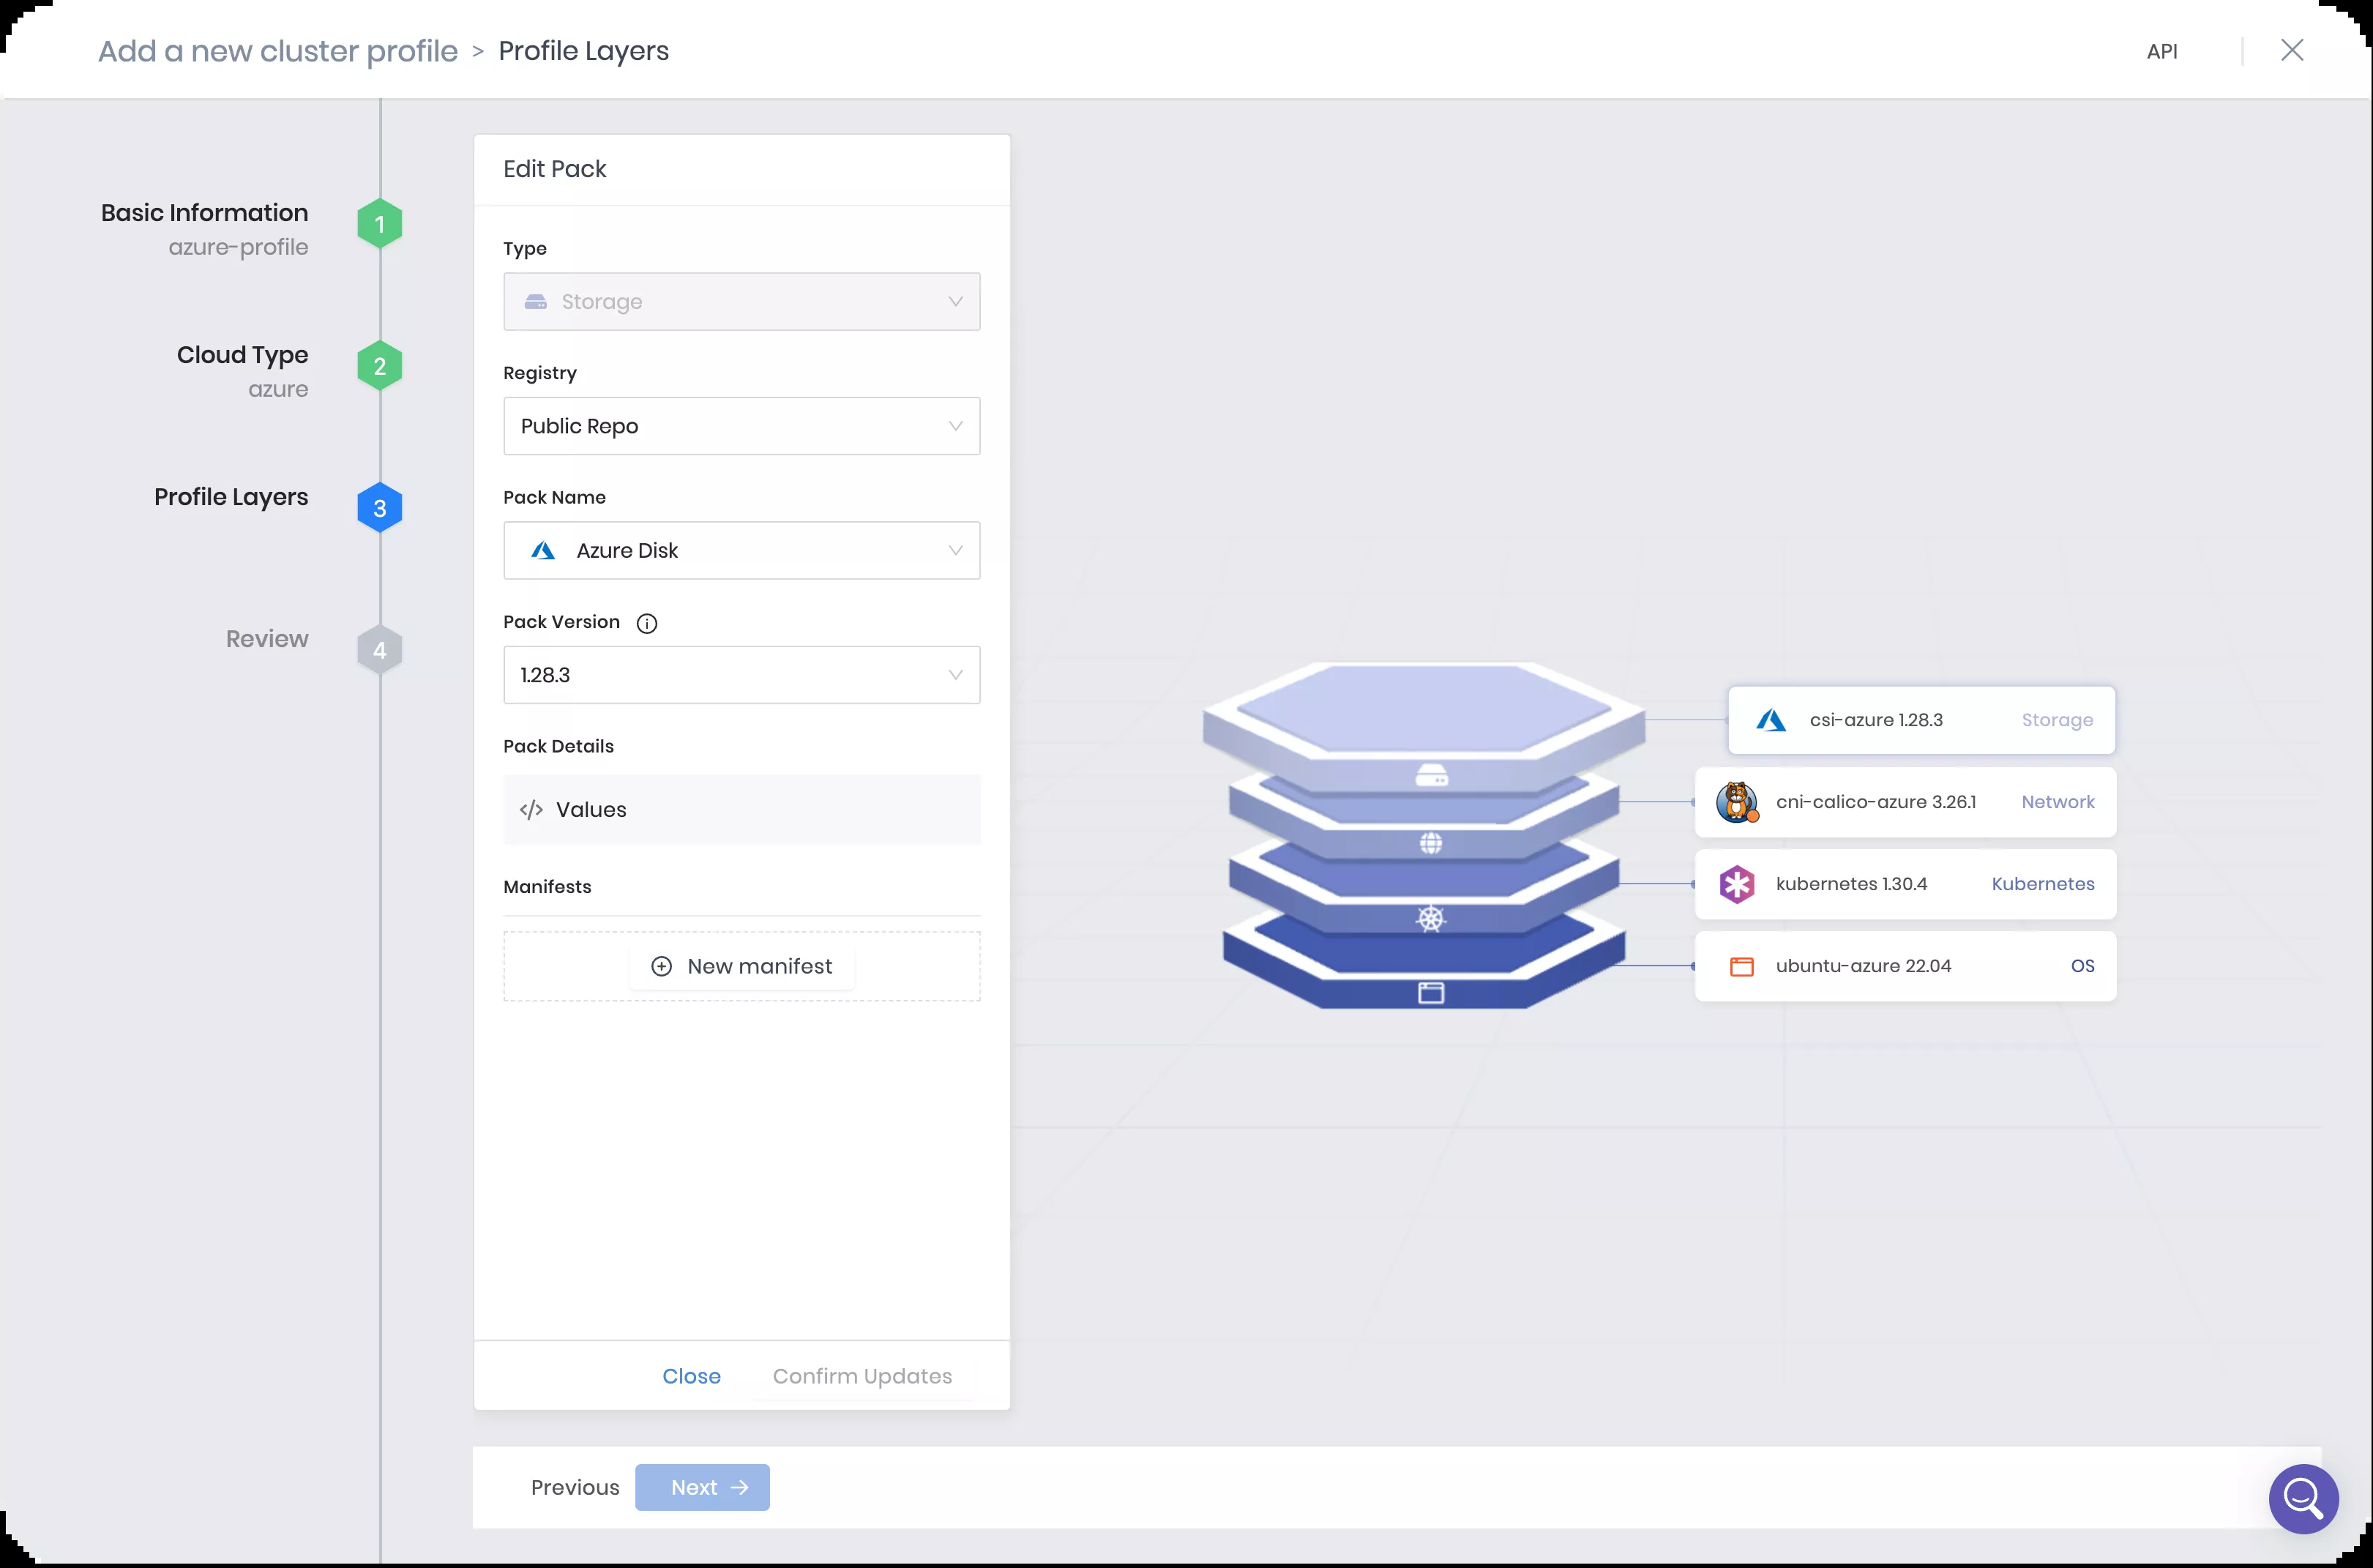 Add a new cluster profile > Profile Layers
API
Basic Information
azure-profile
1
Cloud Type
azure
2
Profile Layers
3
Review
4
Edit Pack
Type
Storage
Registry
Public Repo
Pack Name
Azure Disk
Pack Version
1.28.3
Pack Details
</> Values
Manifests
New manifest
Close Confirm Updates
csi-azure 1.28.3 Storage
cni-calico-azure 3.26.1 Network
kubernetes 1.30.4 Kubernetes
ubuntu-azure 22.04 OS
Previous Next